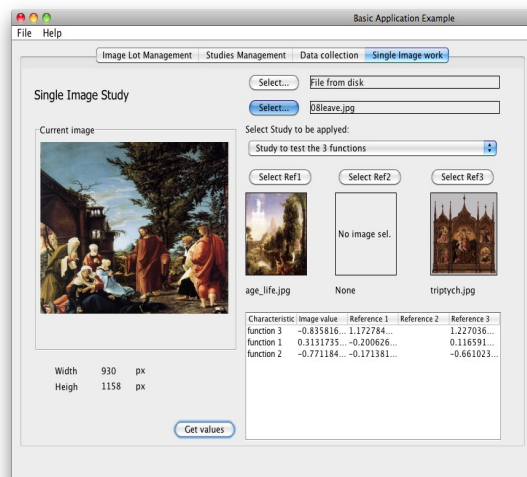 Basic Application Example
File Help
Image Lot Management Studies Management Data collection Single Image work
Single Image Study
Select... File from disk
Select... 08leave.jpg
Current image
Select Study to be applyed:
Study to test the 3 functions
Select Ref1 Select Ref2 Select Ref3
No image sel.
age_life.jpg None triptych.jpg
Characteristic Image value Reference 1 Reference 2 Reference 3
function 3 -0.835816... 1.172784... 1.227036...
function 1 0.3131735... -0.200626... 0.116591...
function 2 -0.771184... -0.171381... -0.661023...
Width 930 px
Heigh 1158 px
Get values